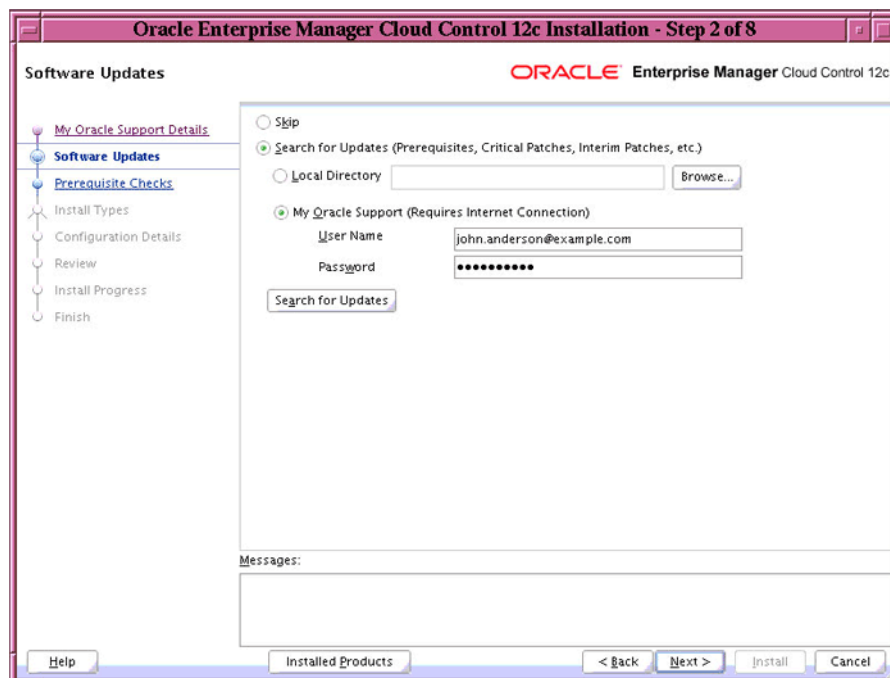 Oracle Enterprise Manager Cloud Control 12c Installation - Step 2 of 8
Software Updates
ORACLE Enterprise Manager Cloud Control 12c
My Oracle Support Details
Software Updates
Prerequisite Checks
Install Types
Configuration Details
Review
Install Progress
Finish
Skip
Search for Updates (Prerequisites, Critical Patches, Interim Patches, etc.)
Local Directory
Browse...
My Oracle Support (Requires Internet Connection)
User Name
john.anderson@example.com
Password
••••••••••
Search for Updates
Messages:
Help
Installed Products
< Back
Next >
Install
Cancel